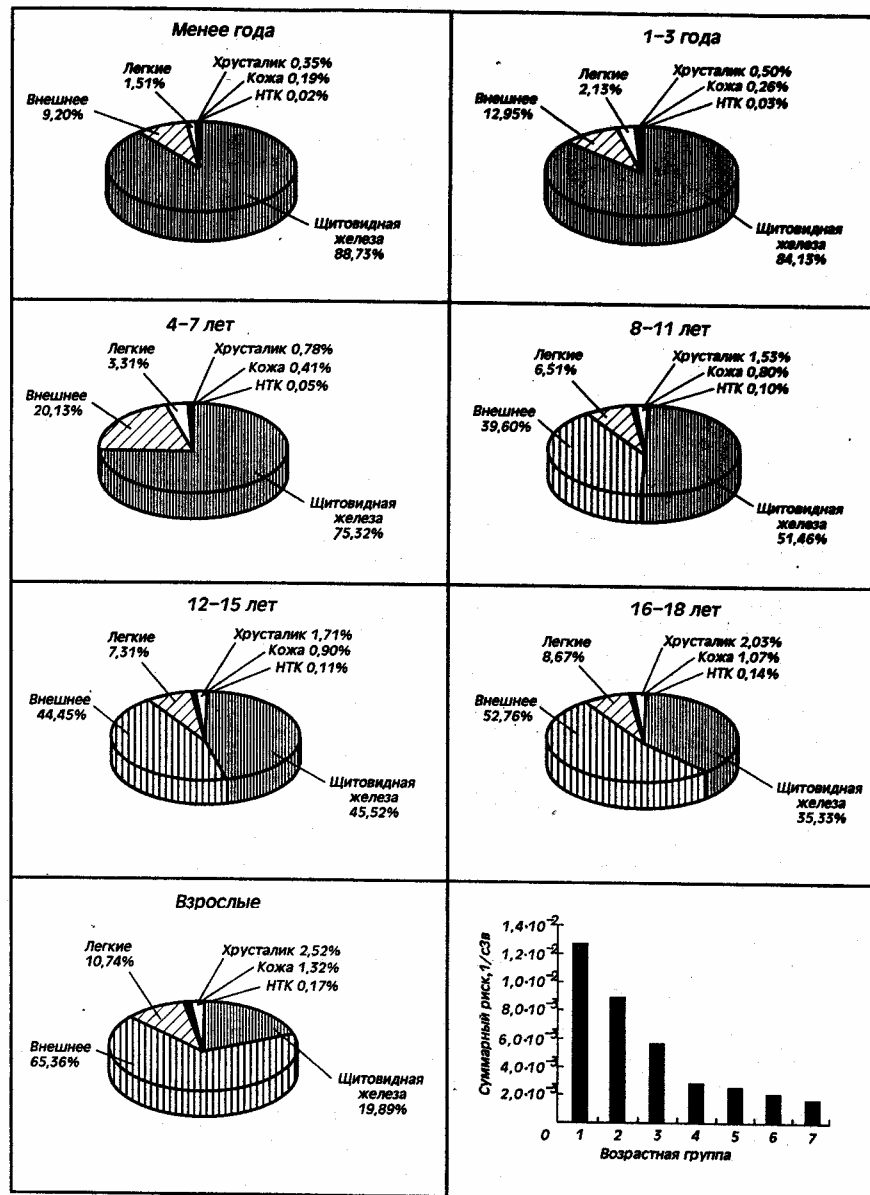 Менее года
Хрусталик 0,35%
Легкие
1,51%
Кожа 0,19%
НТК 0,02%
Внешнее
9,20%
Щитовидная
железа
88,73%
1–3 года
Хрусталик 0,50%
Легкие
2,13%
Кожа 0,26%
НТК 0,03%
Внешнее
12,95%
Щитовидная
железа
84,13%
4–7 лет
Легкие
3,31%
Хрусталик 0,78%
Кожа 0,41%
НТК 0,05%
Внешнее
20,13%
Щитовидная
железа
75,32%
8–11 лет
Легкие
6,51%
Хрусталик 1,53%
Кожа 0,80%
НТК 0,10%
Внешнее
39,60%
Щитовидная
железа
51,46%
12–15 лет
Легкие
7,31%
Хрусталик 1,71%
Кожа 0,90%
НТК 0,11%
Внешнее
44,45%
Щитовидная
железа
45,52%
16–18 лет
Легкие
8,67%
Хрусталик 2,03%
Кожа 1,07%
НТК 0,14%
Внешнее
52,76%
Щитовидная
железа
35,33%
Взрослые
Легкие
10,74%
Хрусталик 2,52%
Кожа 1,32%
НТК 0,17%
Внешнее
65,36%
Щитовидная
железа
19,89%
Суммарный риск,1/сЗв
1,4·10⁻²
1,2·10⁻²
1,0·10⁻²
8,0·10⁻³
6,0·10⁻³
4,0·10⁻³
2,0·10⁻³
0 1 2 3 4 5 6 7
Возрастная группа